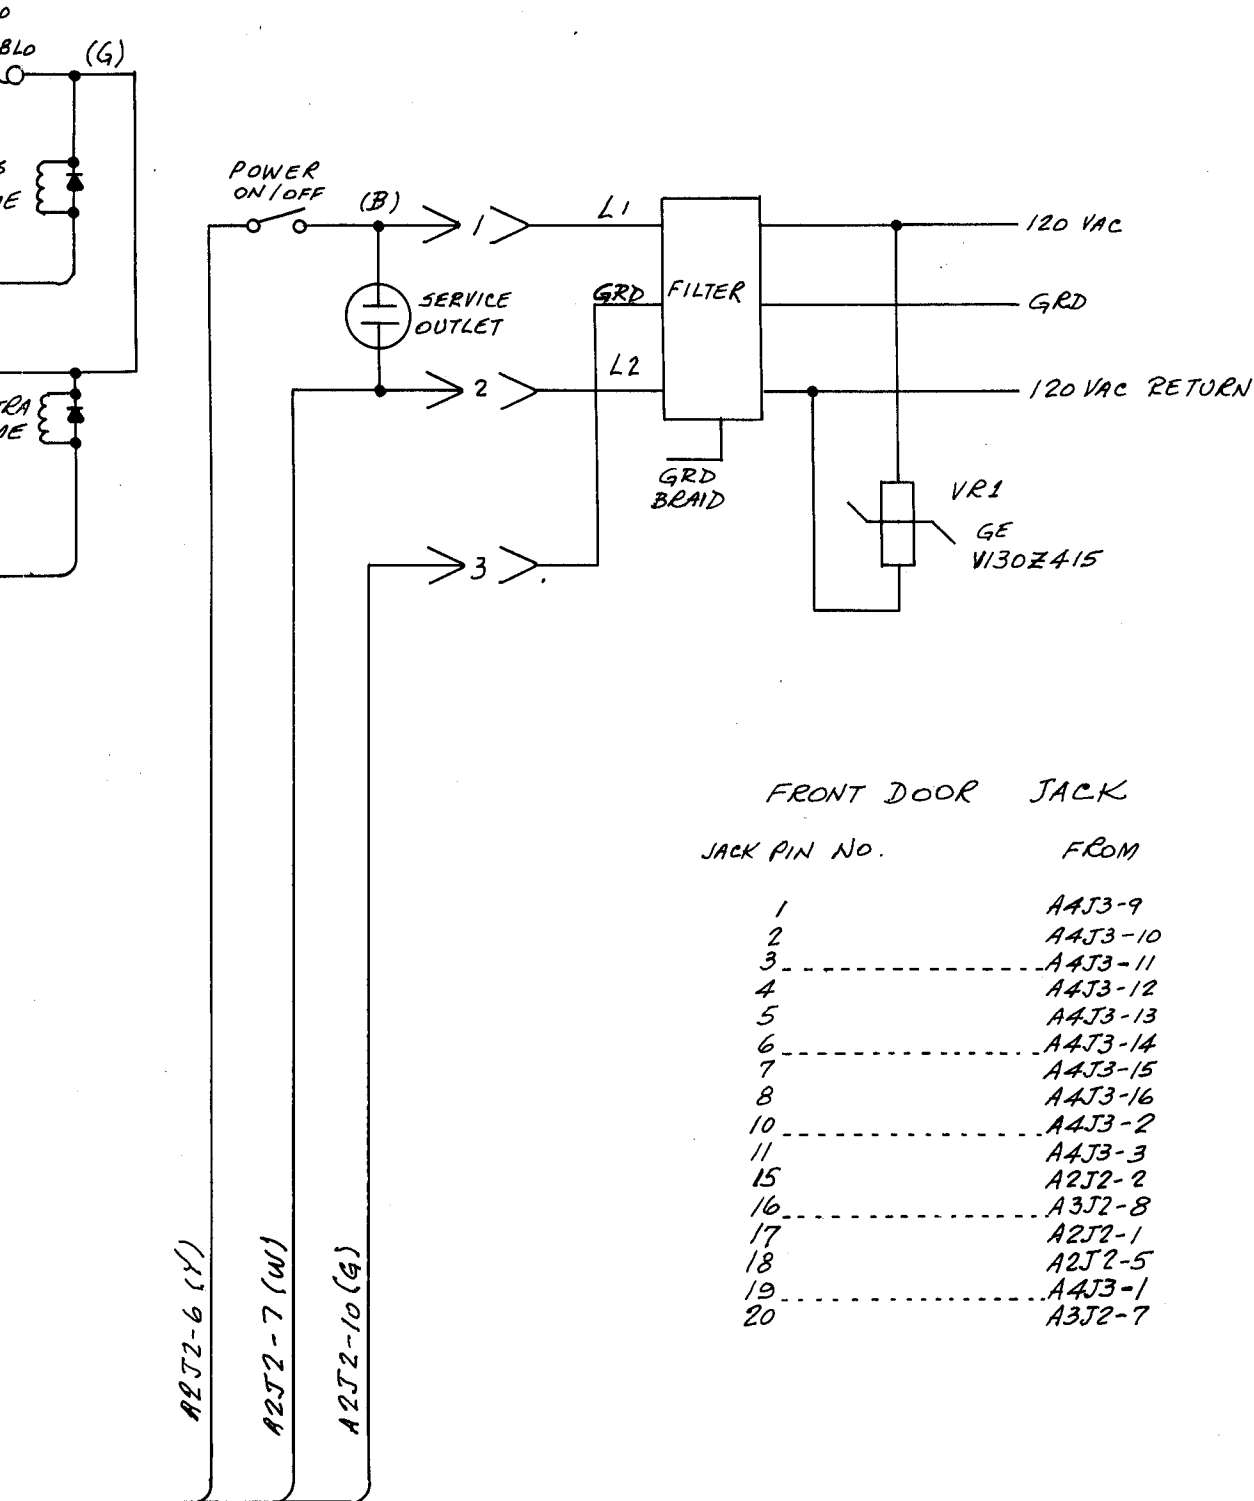 BLO
(G)
POWER
ON/OFF
(B)
1
L1
120 VAC
SERVICE
OUTLET
GRD
FILTER
GRD
2
L2
120 VAC RETURN
GRD
BRAID
VR1
GE
V130Z415
3
FRONT DOOR JACK
JACK PIN NO. FROM
1 A4J3-9
2 A4J3-10
3 A4J3-11
4 A4J3-12
5 A4J3-13
6 A4J3-14
7 A4J3-15
8 A4J3-16
10 A4J3-2
11 A4J3-3
15 A2J2-2
16 A3J2-8
17 A2J2-1
18 A2J2-5
19 A4J3-1
20 A3J2-7
A2J2-6 (Y)
A2J2-7 (W)
A2J2-10 (G)